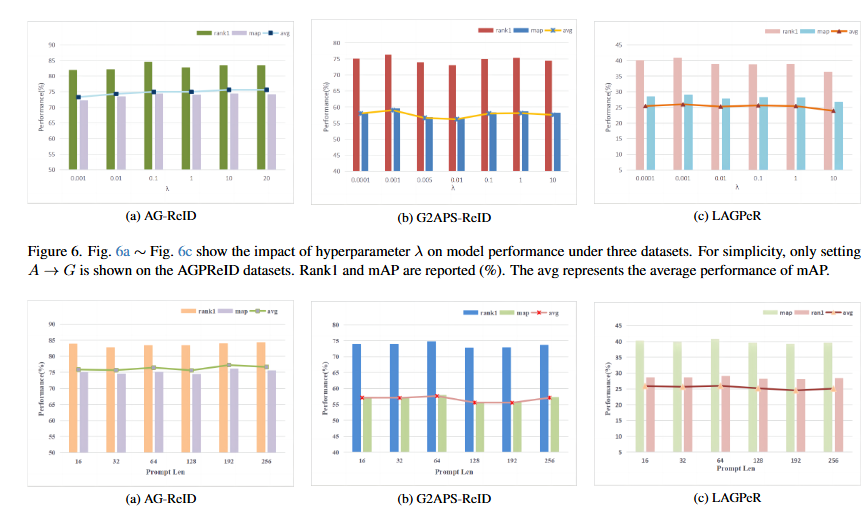 rank1 map avg
90
85
80
75
70
65
60
55
50
Performance(%)
0.001 0.01 0.1 1 10 20
λ
(a) AG-ReID
rank1 map avg
80
75
70
65
60
55
50
45
40
Performance(%)
0.0001 0.001 0.005 0.01 0.1 1 10
λ
(b) G2APS-ReID
rank1 map avg
45
40
35
30
25
20
15
10
5
Performance(%)
0.0001 0.001 0.01 0.1 1 10
λ
(c) LAGPeR
Figure 6. Fig. 6a ∼ Fig. 6c show the impact of hyperparameter λ on model performance under three datasets. For simplicity, only setting
A → G is shown on the AGPReID datasets. Rank1 and mAP are reported (%). The avg represents the average performance of mAP.
rank1 map avg
90
85
80
75
70
65
60
55
50
Performance(%)
16 32 64 128 192 256
Prompt Len
(a) AG-ReID
rank1 map avg
80
75
70
65
60
55
50
45
40
Performance(%)
16 32 64 128 192 256
Prompt Len
(b) G2APS-ReID
map ran1 avg
45
40
35
30
25
20
15
10
5
Performance(%)
16 32 64 128 192 256
Prompt Len
(c) LAGPeR